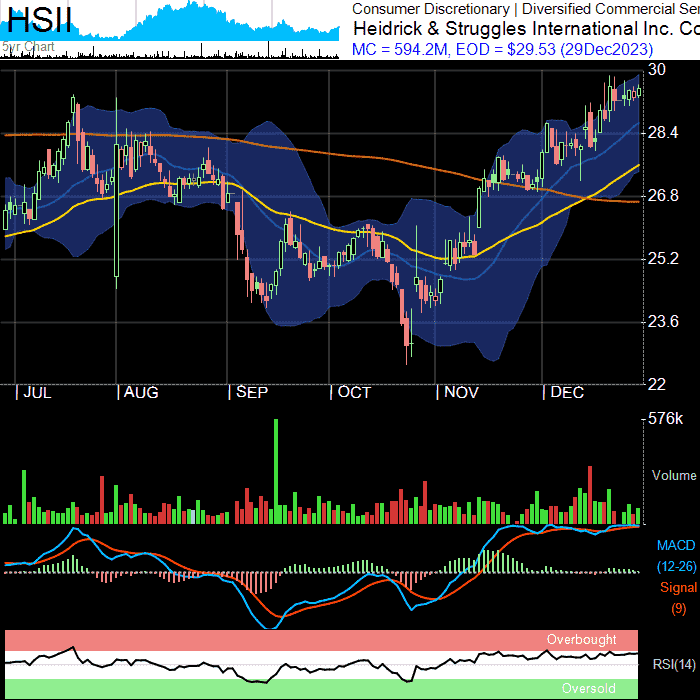 HSII
5yr Chart
Consumer Discretionary | Diversified Commercial Ser
Heidrick & Struggles International Inc. Co
MC = 594.2M, EOD = $29.53 (29Dec2023)
30
28.4
26.8
25.2
23.6
22
|JUL |AUG |SEP |OCT |NOV |DEC
576k
Volume
MACD
(12-26)
Signal
(9)
Overbought
RSI(14)
Oversold